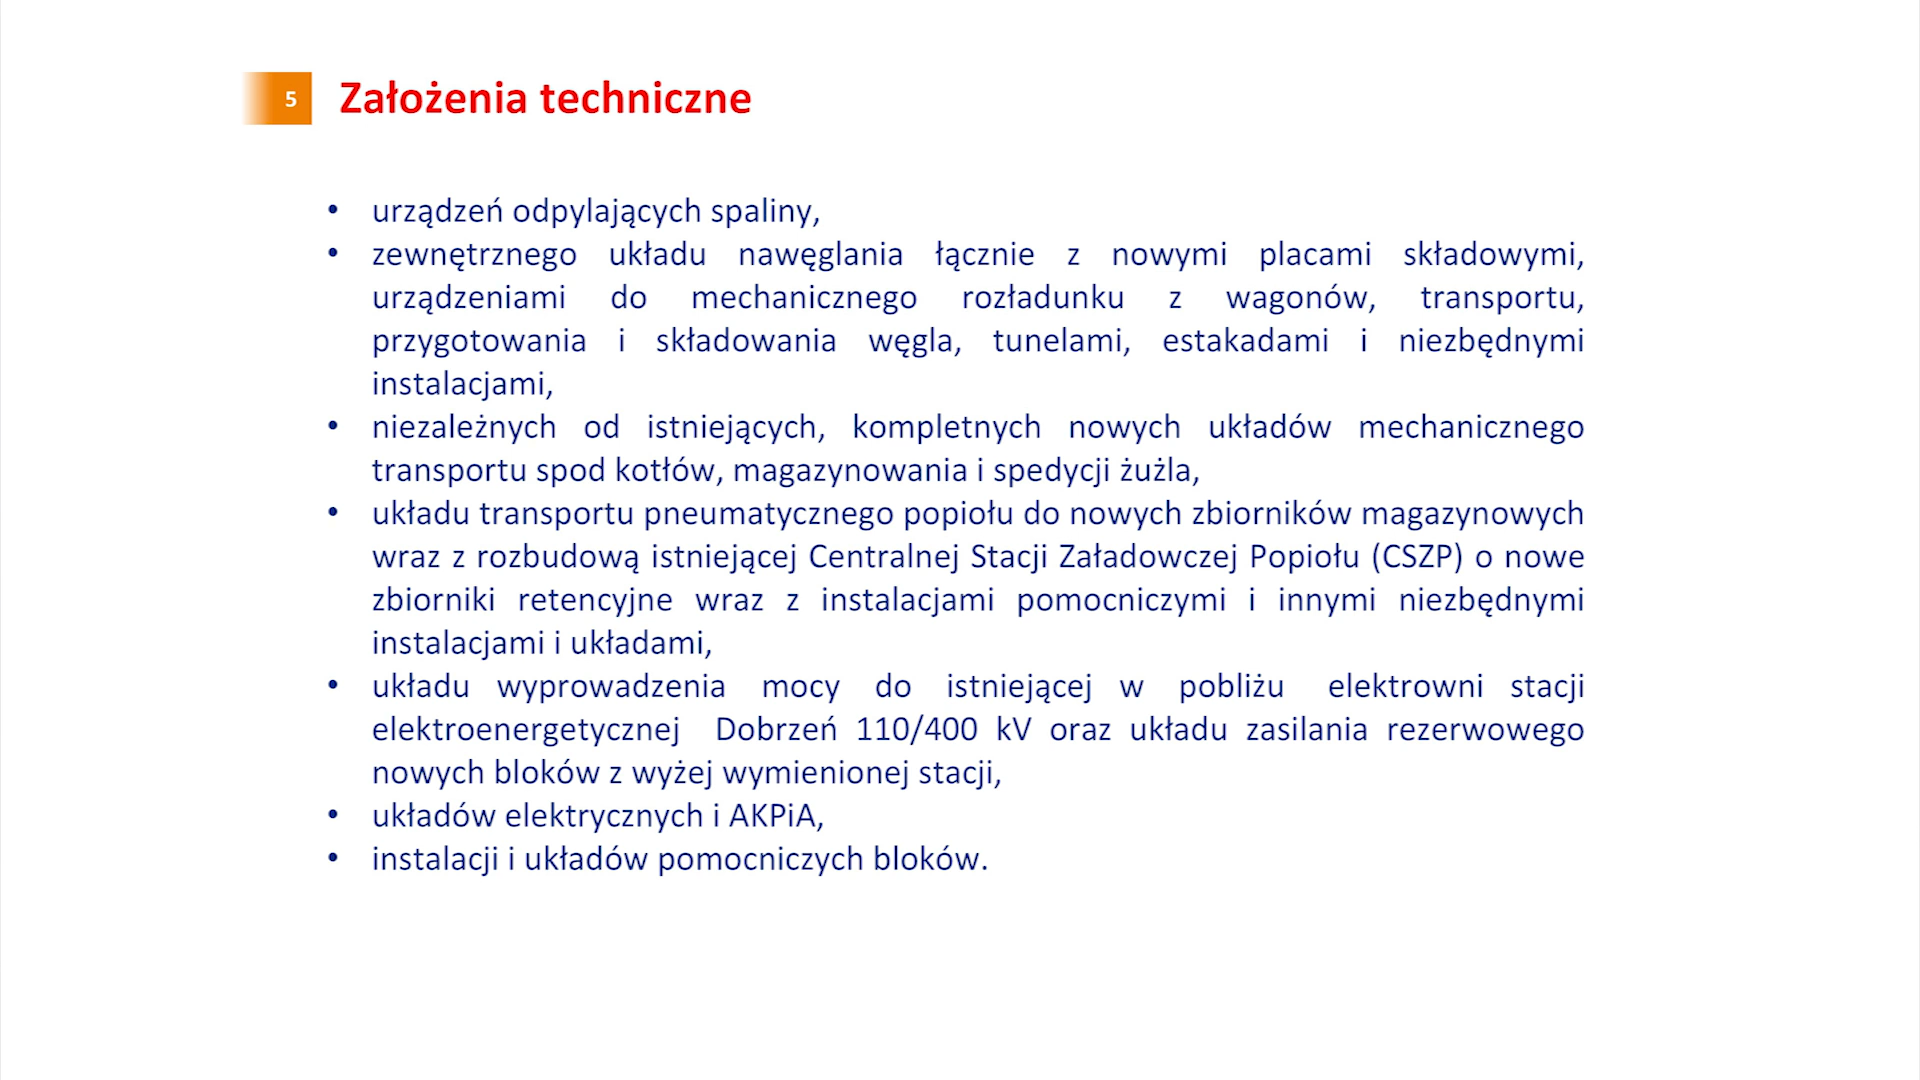 5
Założenia techniczne
• urządzeń odpylających spaliny,
• zewnętrznego układu nawęglania łącznie z nowymi placami składowymi,
urządzeniami do mechanicznego rozładunku z wagonów, transportu,
przygotowania i składowania węgla, tunelami, estakadami i niezbędnymi
instalacjami,
• niezależnych od istniejących, kompletnych nowych układów mechanicznego
transportu spod kotłów, magazynowania i spedycji żużla,
• układu transportu pneumatycznego popiołu do nowych zbiorników magazynowych
wraz z rozbudową istniejącej Centralnej Stacji Załadowczej Popiołu (CSZP) o nowe
zbiorniki retencyjne wraz z instalacjami pomocniczymi i innymi niezbędnymi
instalacjami i układami,
• układu wyprowadzenia mocy do istniejącej w pobliżu elektrowni stacji
elektroenergetycznej Dobrzeń 110/400 kV oraz układu zasilania rezerwowego
nowych bloków z wyżej wymienionej stacji,
• układów elektrycznych i AKPiA,
• instalacji i układów pomocniczych bloków.